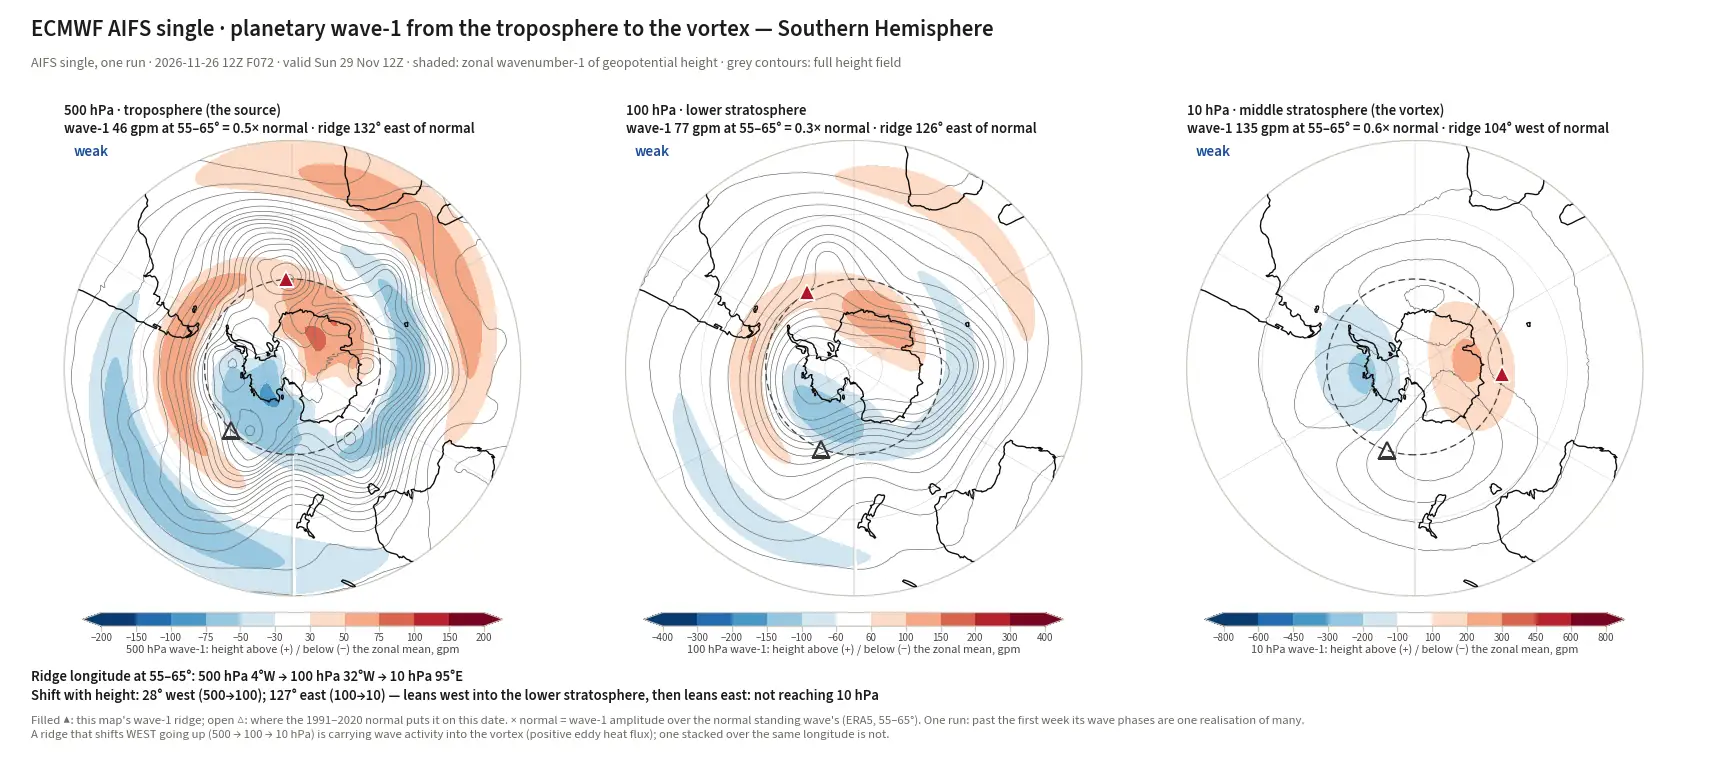 ECMWF AIFS single · planetary wave-1 from the troposphere to the vortex — Southern Hemisphere
AIFS single, one run · 2026-11-26 12Z F072 · valid Sun 29 Nov 12Z · shaded: zonal wavenumber-1 of geopotential height · grey contours: full height field
500 hPa · troposphere (the source)
wave-1 46 gpm at 55–65° = 0.5× normal · ridge 132° east of normal
weak
100 hPa · lower stratosphere
wave-1 77 gpm at 55–65° = 0.3× normal · ridge 126° east of normal
weak
10 hPa · middle stratosphere (the vortex)
wave-1 135 gpm at 55–65° = 0.6× normal · ridge 104° west of normal
weak
−200 −150 −100 −75 −50 −30 30 50 75 100 150 200
500 hPa wave-1: height above (+) / below (−) the zonal mean, gpm
−400 −300 −200 −150 −100 −60 60 100 150 200 300 400
100 hPa wave-1: height above (+) / below (−) the zonal mean, gpm
−800 −600 −450 −300 −200 −100 100 200 300 450 600 800
10 hPa wave-1: height above (+) / below (−) the zonal mean, gpm
Ridge longitude at 55–65°: 500 hPa 4°W → 100 hPa 32°W → 10 hPa 95°E
Shift with height: 28° west (500→100); 127° east (100→10) — leans west into the lower stratosphere, then leans east: not reaching 10 hPa
Filled ▲: this map's wave-1 ridge; open △: where the 1991–2020 normal puts it on this date. × normal = wave-1 amplitude over the normal standing wave's (ERA5, 55–65°). One run: past the first week its wave phases are one realisation of many.
A ridge that shifts WEST going up (500 → 100 → 10 hPa) is carrying wave activity into the vortex (positive eddy heat flux); one stacked over the same longitude is not.